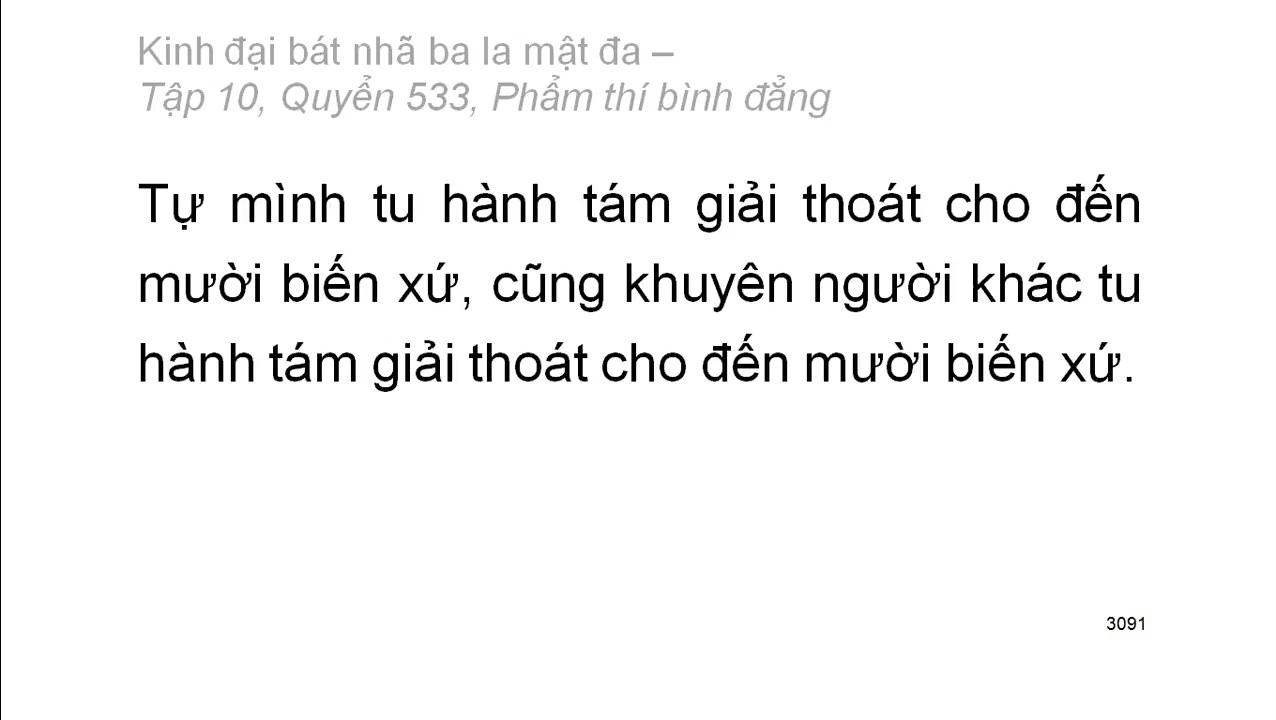 Kinh đại bát nhã ba la mật đa –
Tập 10, Quyển 533, Phẩm thí bình đẳng
Tự mình tu hành tám giải thoát cho đến
mười biến xứ, cũng khuyên người khác tu
hành tám giải thoát cho đến mười biến xứ.
3091